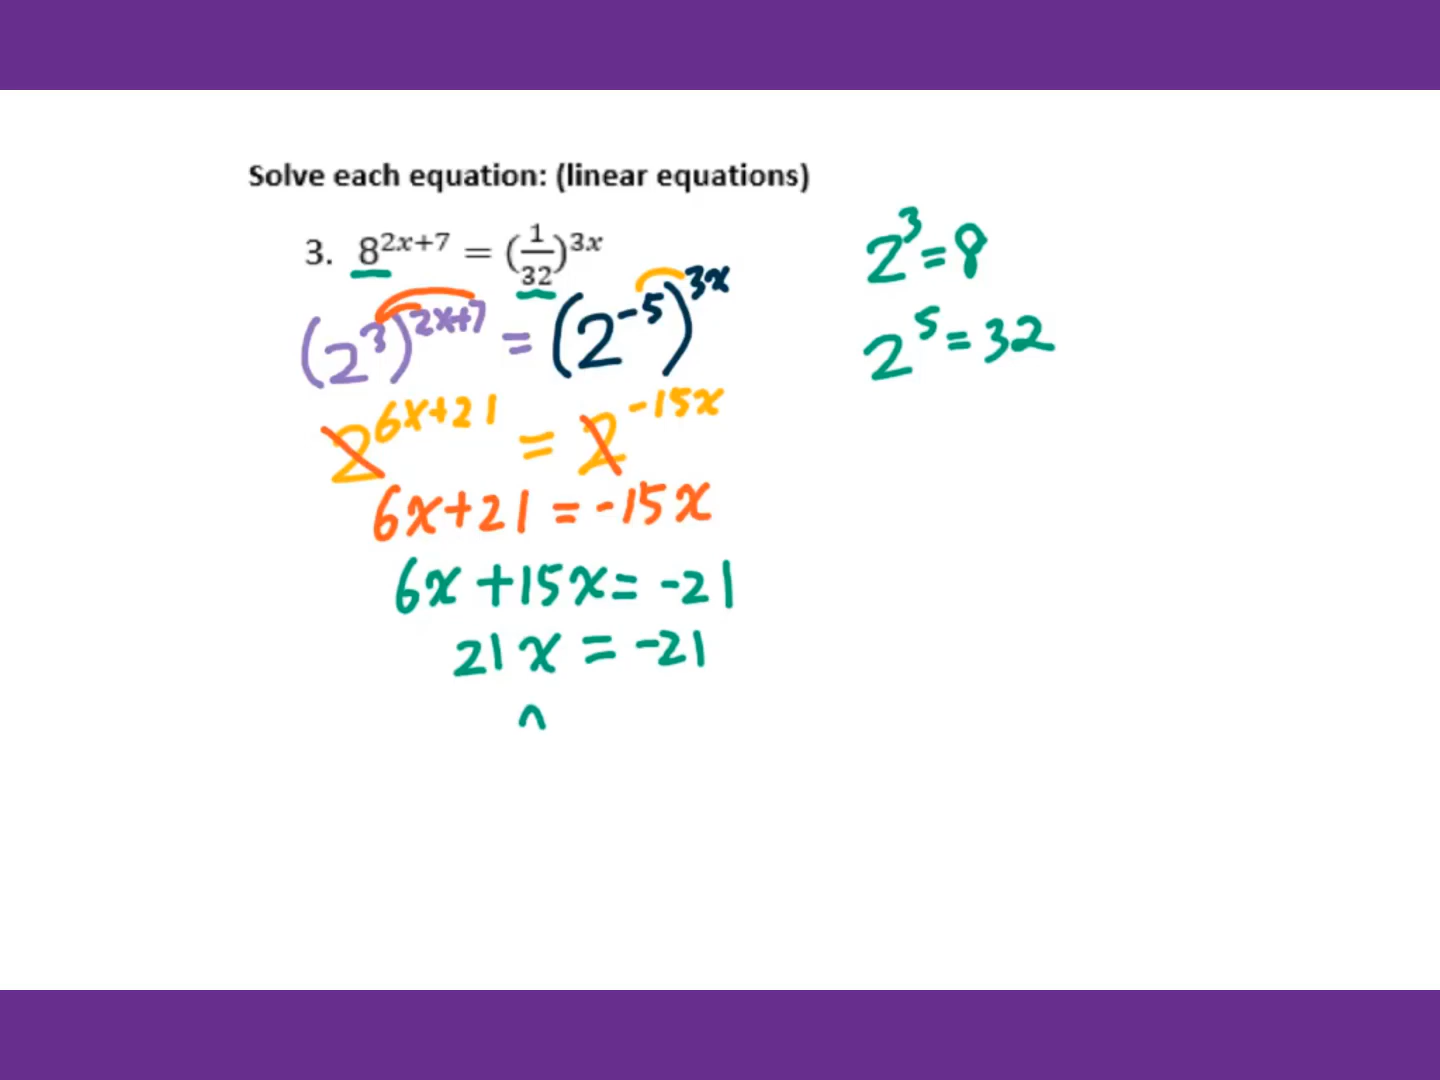 Solve each equation: (linear equations)
3. 8^{2x+7} = (1/32)^{3x}
(2^3)^{2x+7} = (2^{-5})^{3x}
2^{6x+21} = 2^{-15x}
6x+21 = -15x
6x +15x = -21
21x = -21
2^3 = 8
2^5 = 32